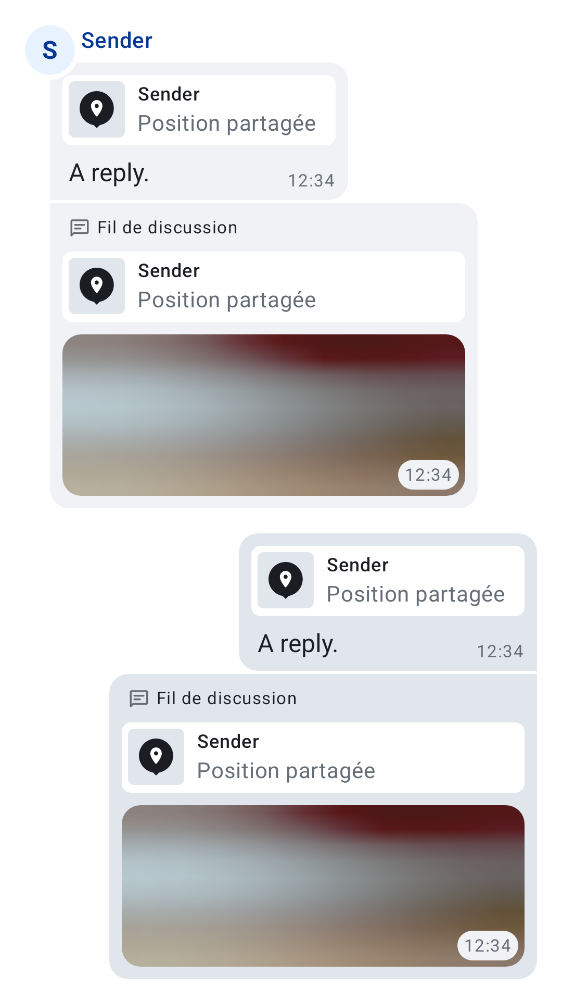 S
Sender
Sender
Position partagée
A reply.
12:34
Fil de discussion
Sender
Position partagée
12:34
Sender
Position partagée
A reply.
12:34
Fil de discussion
Sender
Position partagée
12:34